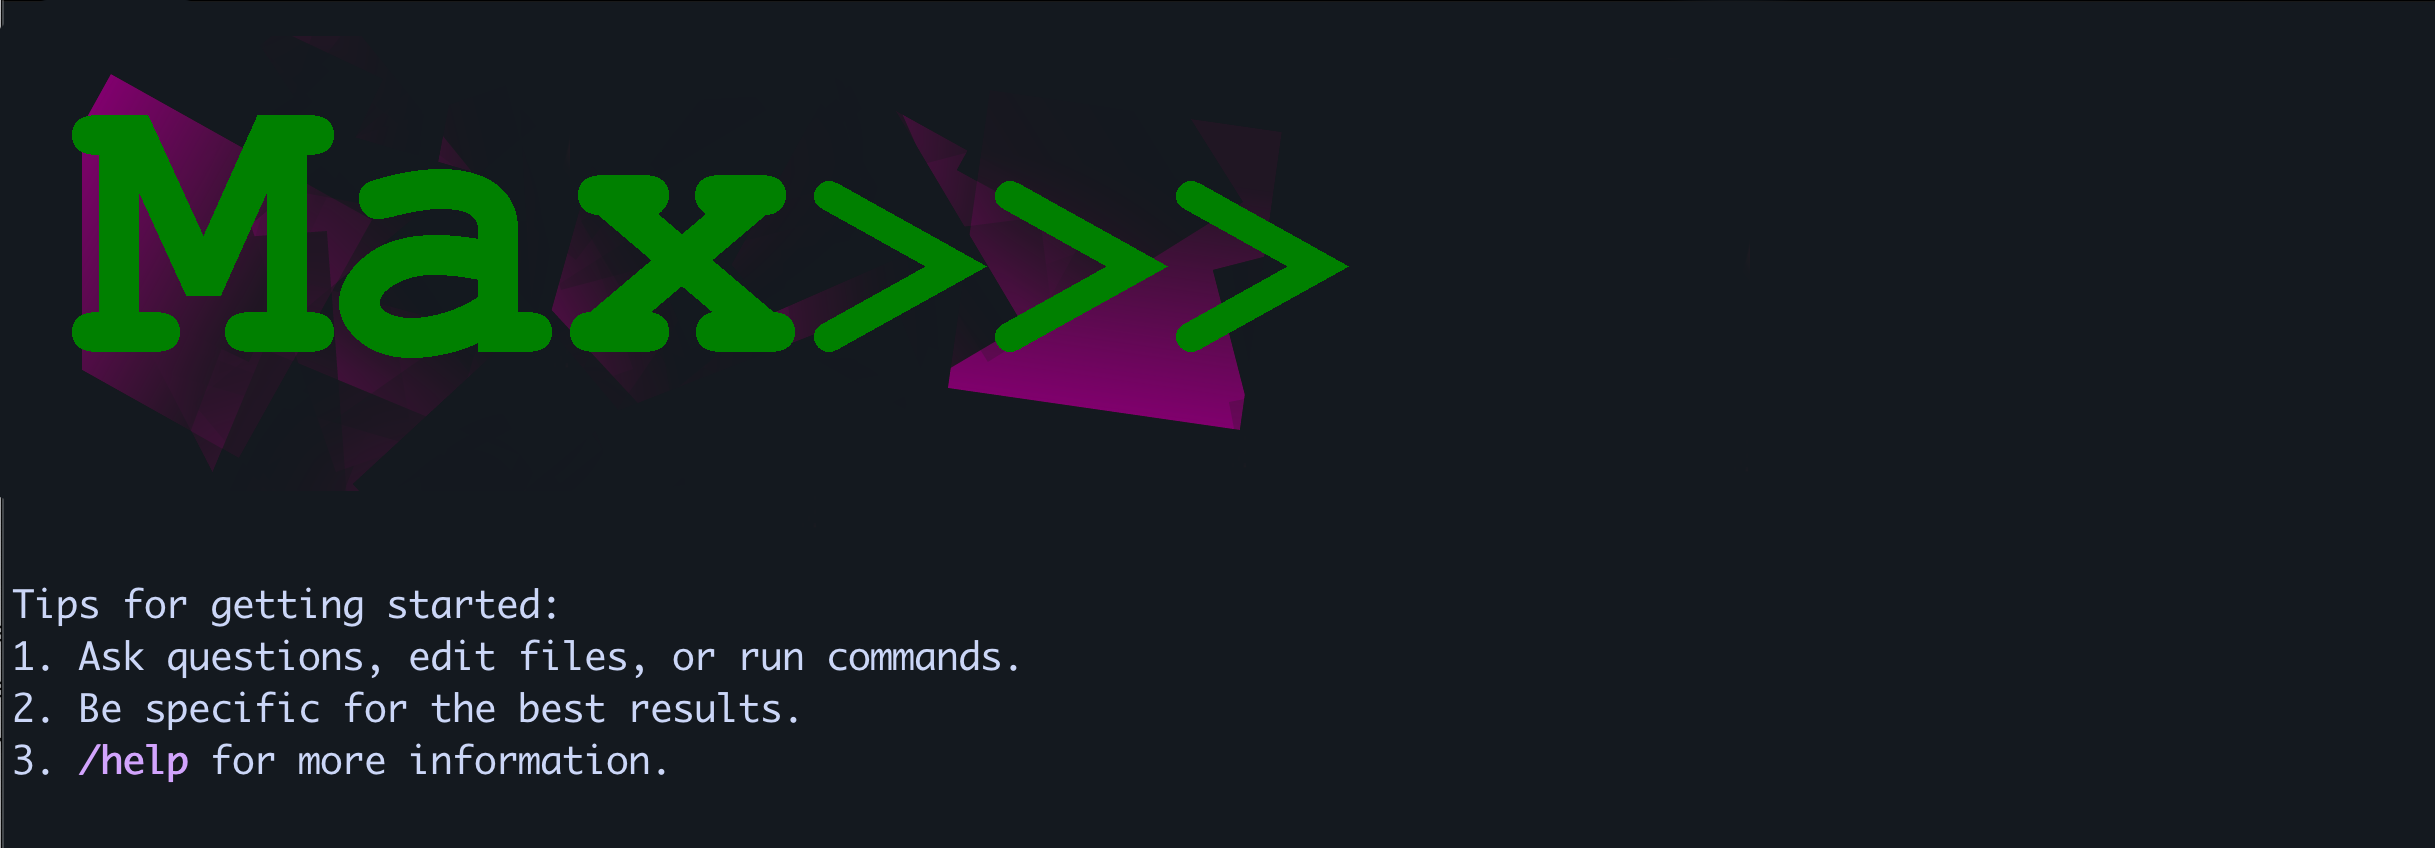 Max>>>
Tips for getting started:
1. Ask questions, edit files, or run commands.
2. Be specific for the best results.
3. /help for more information.